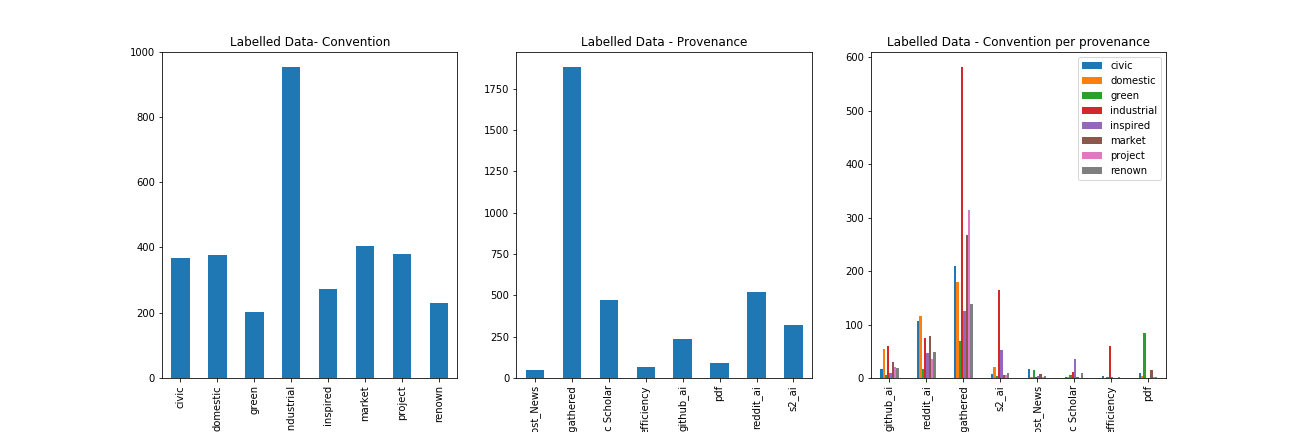 Labelled Data- Convention
1000
800
600
400
200
0
civic
domestic
green
ndustrial
inspired
market
project
renown
Labelled Data - Provenance
1750
1500
1250
1000
750
500
250
0
ost_News
gathered
c Scholar
efficiency
github_ai
pdf
reddit_ai
s2_ai
Labelled Data - Convention per provenance
600
500
400
300
200
100
0
civic
domestic
green
industrial
inspired
market
project
renown
github_ai
reddit_ai
gathered
s2_ai
ost_News
c Scholar
efficiency
pdf